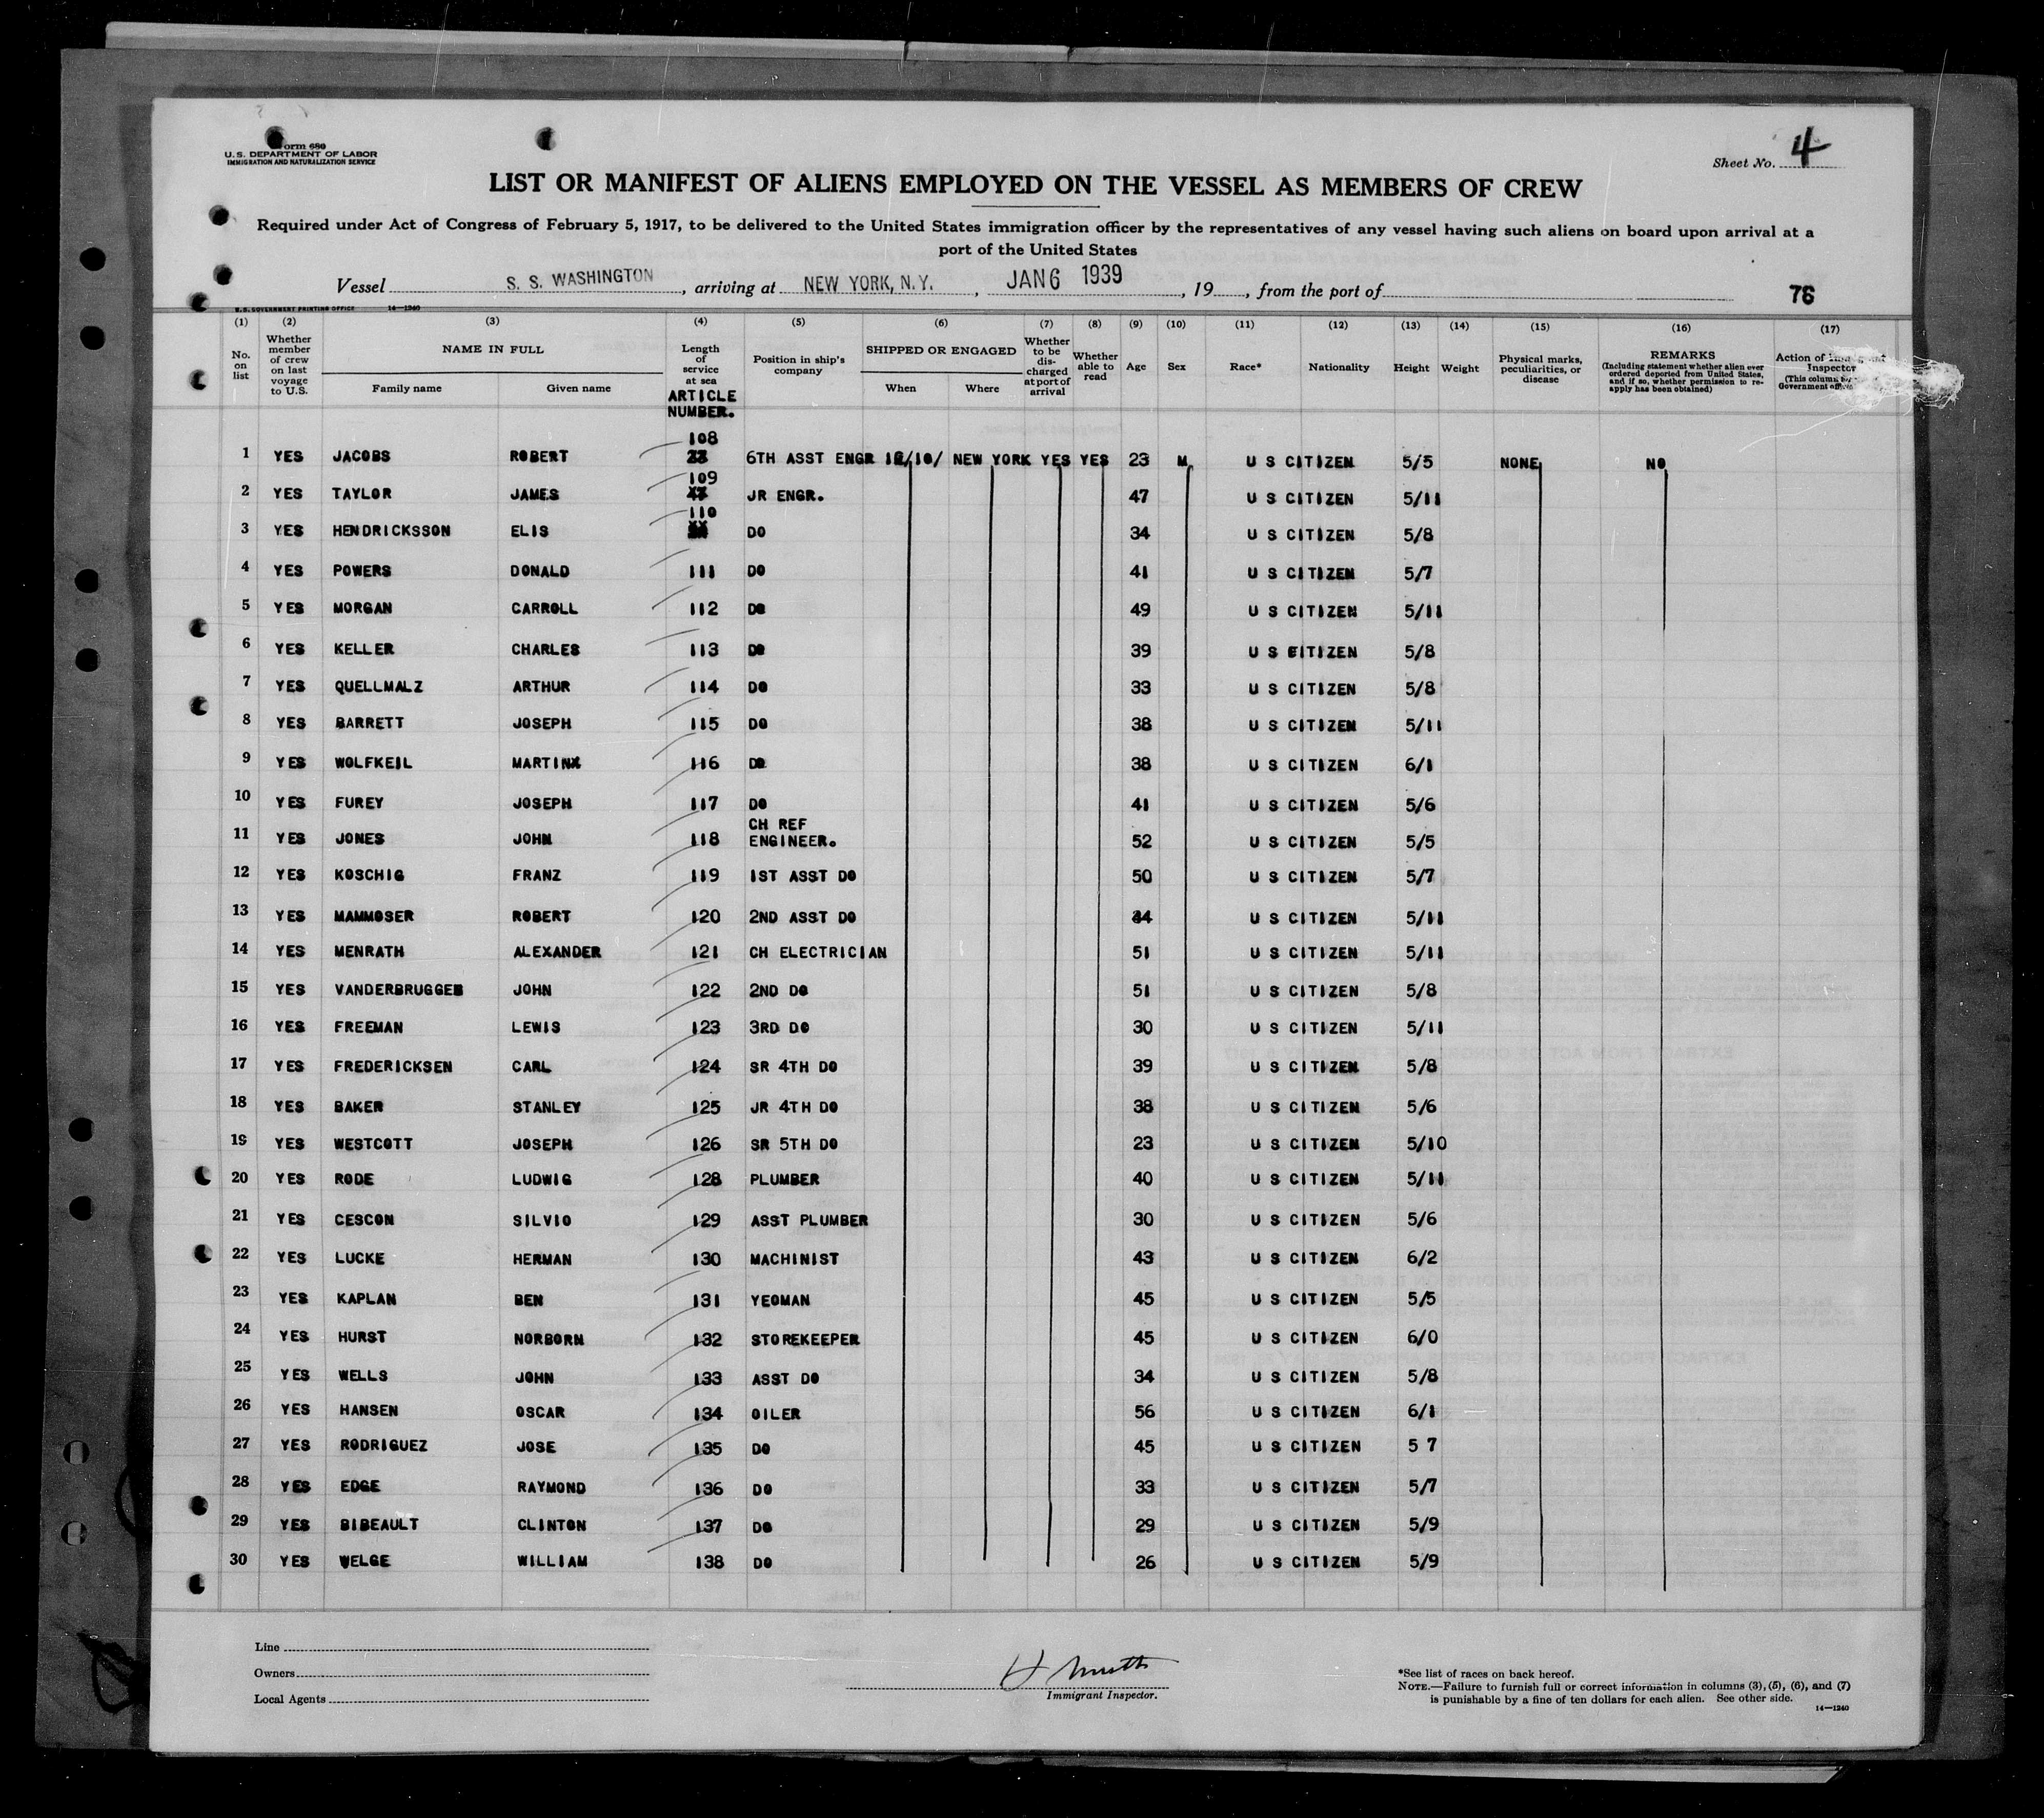 Form 680
U. S. DEPARTMENT OF LABOR
IMMIGRATION AND NATURALIZATION SERVICE
Sheet No. 4
LIST OR MANIFEST OF ALIENS EMPLOYED ON THE VESSEL AS MEMBERS OF CREW
Required under Act of Congress of February 5, 1917, to be delivered to the United States immigration officer by the representatives of any vessel having such aliens on board upon arrival at a
port of the United States
Vessel S. S. WASHINGTON, arriving at NEW YORK, N.Y., JAN 6 1939, 19, from the port of
76
U. S. GOVERNMENT PRINTING OFFICE 14—1240
(1) (2) (3) (4) (5) (6) (7) (8) (9) (10) (11) (12) (13) (14) (15) (16) (17)
No. on list
Whether member of crew on last voyage to U.S.
NAME IN FULL
Family name Given name
Length of service at sea
ARTICLE NUMBER.
Position in ship's company
SHIPPED OR ENGAGED
When Where
Whether to be discharged at port of arrival
Whether able to read
Age
Sex
Race*
Nationality
Height
Weight
Physical marks, peculiarities, or disease
REMARKS
(Including statement whether alien ever ordered deported from United States, and if so, whether permission to reapply has been obtained)
Action of Immigrant Inspector
(This column Government
1 YES JACOBS ROBERT 108 6TH ASST ENGR 12/10/ NEW YORK YES YES 23 M U S CITIZEN 5/5 NONE NO
2 YES TAYLOR JAMES 109 JR ENGR. 47 U S CITIZEN 5/11
3 YES HENDRICKSSON ELIS 110 DO 34 U S CITIZEN 5/8
4 YES POWERS DONALD 111 DO 41 U S CITIZEN 5/7
5 YES MORGAN CARROLL 112 DO 49 U S CITIZEN 5/11
6 YES KELLER CHARLES 113 DO 39 U S CITIZEN 5/8
7 YES QUELLMALZ ARTHUR 114 DO 33 U S CITIZEN 5/8
8 YES BARRETT JOSEPH 115 DO 38 U S CITIZEN 5/11
9 YES WOLFKEIL MARTINX 116 DO 38 U S CITIZEN 6/1
10 YES FUREY JOSEPH 117 DO 41 U S CITIZEN 5/6
11 YES JONES JOHN 118 CH REF ENGINEER. 52 U S CITIZEN 5/5
12 YES KOSCHIG FRANZ 119 1ST ASST DO 50 U S CITIZEN 5/7
13 YES MAMMOSER ROBERT 120 2ND ASST DO 34 U S CITIZEN 5/11
14 YES MENRATH ALEXANDER 121 CH ELECTRICIAN 51 U S CITIZEN 5/11
15 YES VANDERBRUGGEN JOHN 122 2ND DO 51 U S CITIZEN 5/8
16 YES FREEMAN LEWIS 123 3RD DO 30 U S CITIZEN 5/11
17 YES FREDERICKSEN CARL 124 SR 4TH DO 39 U S CITIZEN 5/8
18 YES BAKER STANLEY 125 JR 4TH DO 38 U S CITIZEN 5/6
19 YES WESTCOTT JOSEPH 126 SR 5TH DO 23 U S CITIZEN 5/10
20 YES RODE LUDWIG 128 PLUMBER 40 U S CITIZEN 5/11
21 YES CESCON SILVIO 129 ASST PLUMBER 30 U S CITIZEN 5/6
22 YES LUCKE HERMAN 130 MACHINIST 43 U S CITIZEN 6/2
23 YES KAPLAN BEN 131 YEOMAN 45 U S CITIZEN 5/5
24 YES HURST NORBORN 132 STOREKEEPER 45 U S CITIZEN 6/0
25 YES WELLS JOHN 133 ASST DO 34 U S CITIZEN 5/8
26 YES HANSEN OSCAR 134 OILER 56 U S CITIZEN 6/1
27 YES RODRIGUEZ JOSE 135 DO 45 U S CITIZEN 5 7
28 YES EDGE RAYMOND 136 DO 33 U S CITIZEN 5/7
29 YES BIBEAULT CLINTON 137 DO 29 U S CITIZEN 5/9
30 YES WELGE WILLIAM 138 DO 26 U S CITIZEN 5/9
Line
Owners
Local Agents
Immigrant Inspector.
*See list of races on back hereof.
NOTE.—Failure to furnish full or correct information in columns (3), (5), (6), and (7)
is punishable by a fine of ten dollars for each alien. See other side.
14—1240